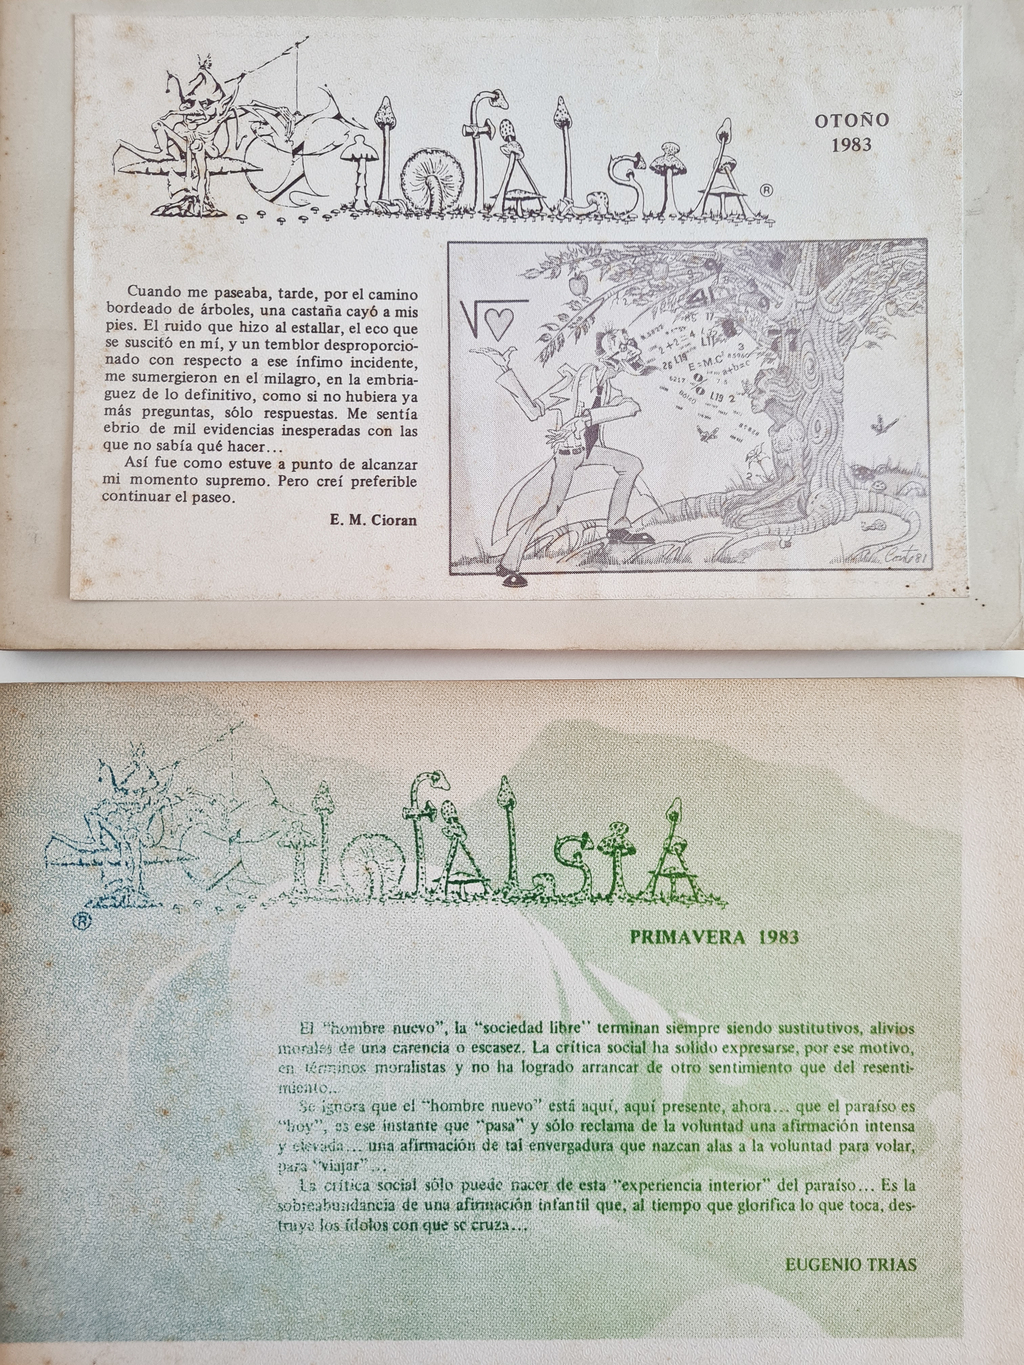 filofAlsiA ®
OTOÑO
1983
Cuando me paseaba, tarde, por el camino
bordeado de árboles, una castaña cayó a mis
pies. El ruido que hizo al estallar, el eco que
se suscitó en mí, y un temblor desproporcio-
nado con respecto a ese ínfimo incidente,
me sumergieron en el milagro, en la embria-
guez de lo definitivo, como si no hubiera ya
más preguntas, sólo respuestas. Me sentía
ebrio de mil evidencias inesperadas con las
que no sabía qué hacer...
Así fue como estuve a punto de alcanzar
mi momento supremo. Pero creí preferible
continuar el paseo.
E. M. Cioran
√♡
E=M.C²
a+bac
Conto 81
filofAlsiA
®
PRIMAVERA 1983
El "hombre nuevo", la "sociedad libre" terminan siempre siendo sustitutivos, alivios
morales de una carencia o escasez. La crítica social ha solido expresarse, por ese motivo,
en términos moralistas y no ha logrado arrancar de otro sentimiento que del resenti-
miento..
Se ignora que el "hombre nuevo" está aquí, aquí presente, ahora... que el paraíso es
"hoy", es ese instante que "pasa" y sólo reclama de la voluntad una afirmación intensa
y elevada... una afirmación de tal envergadura que nazcan alas a la voluntad para volar,
para "viajar"...
La crítica social sólo puede nacer de esta "experiencia interior" del paraíso... Es la
sobreabundancia de una afirmación infantil que, al tiempo que glorifica lo que toca, des-
truye los ídolos con que se cruza...
EUGENIO TRIAS